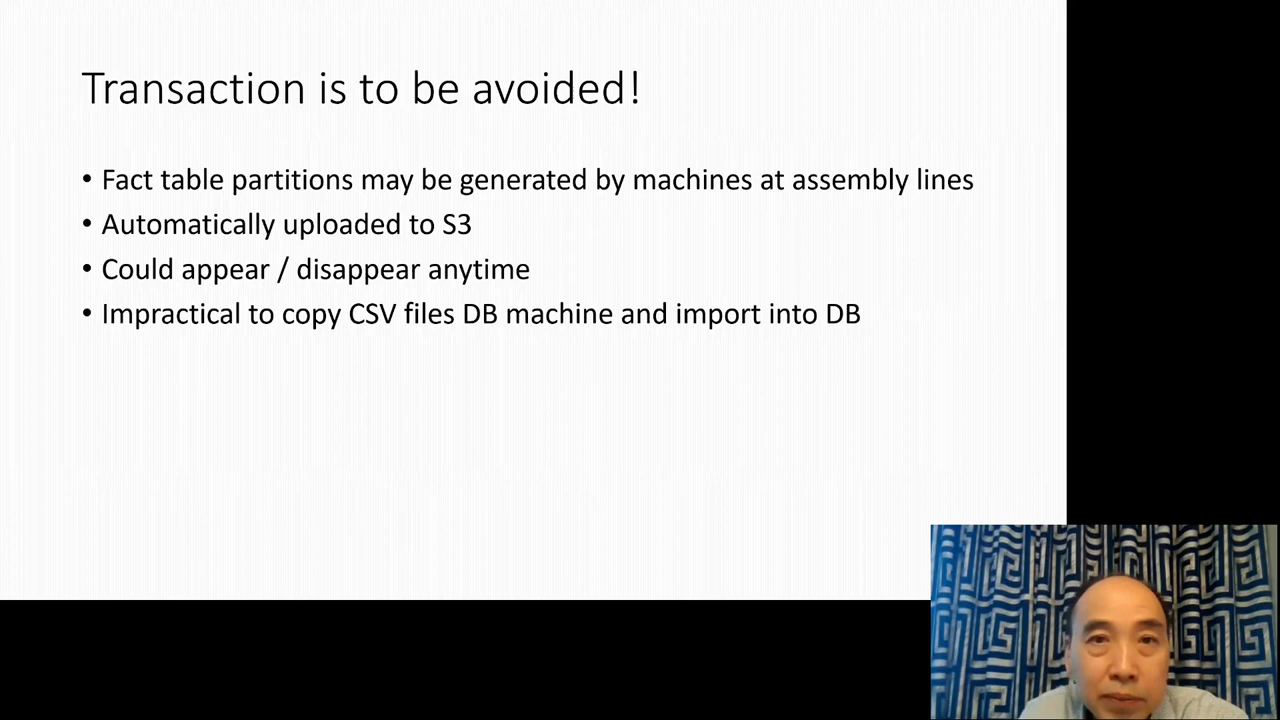 Transaction is to be avoided!
• Fact table partitions may be generated by machines at assembly lines
• Automatically uploaded to S3
• Could appear / disappear anytime
• Impractical to copy CSV files DB machine and import into DB